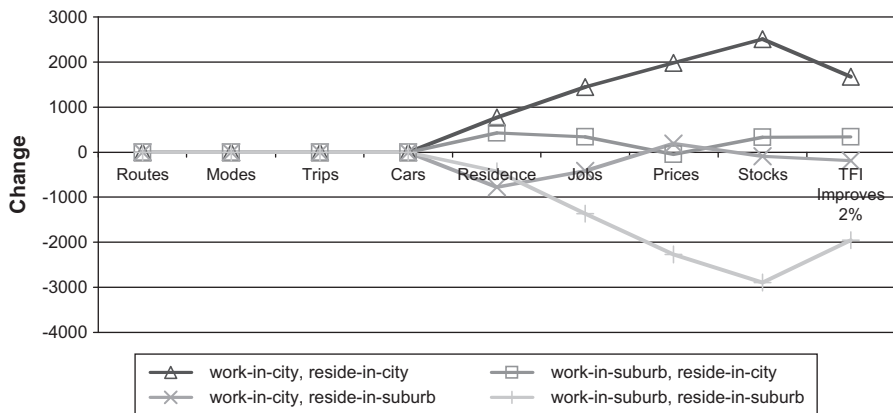 3000
2000
1000
0
-1000
-2000
-3000
-4000
Change
Routes Modes Trips Cars Residence Jobs Prices Stocks TFI
Improves
2%
work-in-city, reside-in-city work-in-suburb, reside-in-city
work-in-city, reside-in-suburb work-in-suburb, reside-in-suburb